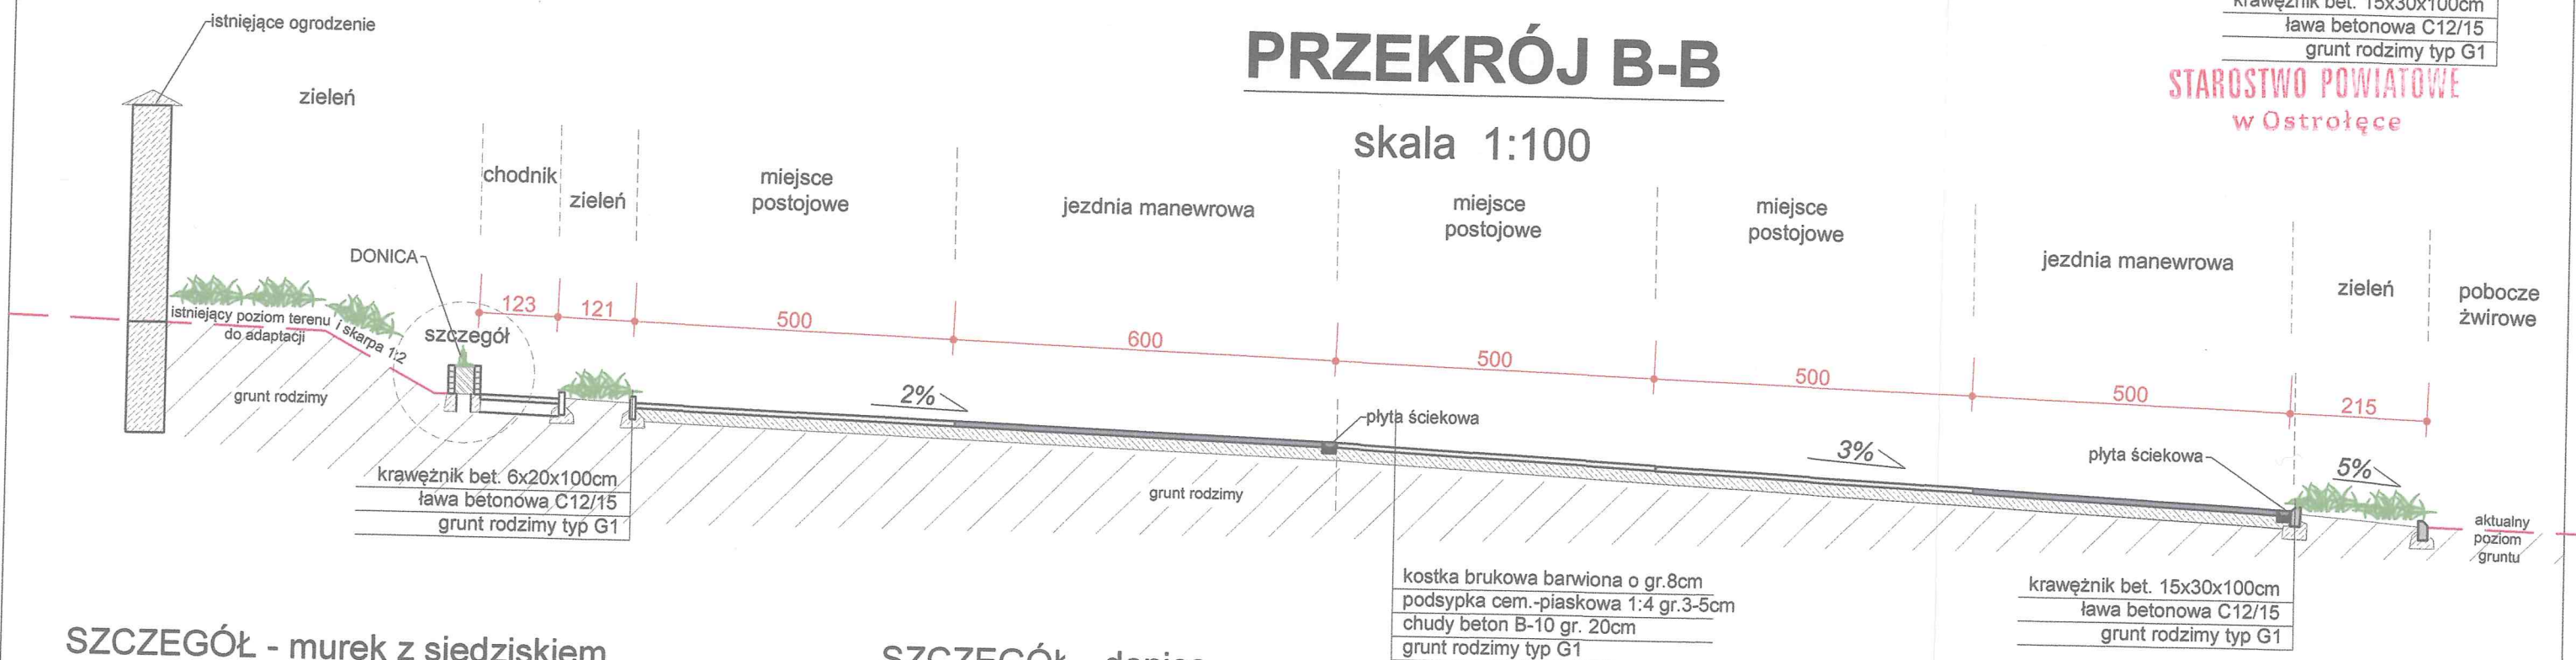 istniejące ogrodzenie
zieleń
PRZEKRÓJ B-B
skala 1:100
krawężnik bet. 15x30x100cm
ława betonowa C12/15
grunt rodzimy typ G1
STAROSTWO POWIATOWE
w Ostrołęce
chodnik
zieleń
miejsce
postojowe
jezdnia manewrowa
miejsce
postojowe
miejsce
postojowe
jezdnia manewrowa
zieleń
pobocze
żwirowe
DONICA
szczegół
123
121
500
600
500
500
500
215
istniejący poziom terenu
do adaptacji
i skarpa 1:2
grunt rodzimy
2%
płyta ściekowa
3%
płyta ściekowa
5%
grunt rodzimy
aktualny
poziom
gruntu
krawężnik bet. 6x20x100cm
ława betonowa C12/15
grunt rodzimy typ G1
kostka brukowa barwiona o gr.8cm
podsypka cem.-piaskowa 1:4 gr.3-5cm
chudy beton B-10 gr. 20cm
grunt rodzimy typ G1
krawężnik bet. 15x30x100cm
ława betonowa C12/15
grunt rodzimy typ G1
SZCZEGÓŁ - murek z siedziskiem
SZCZEGÓŁ - donica